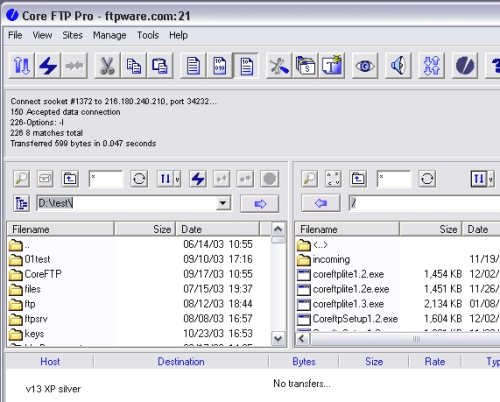 Core FTP Pro - ftpware.com:21
File View Sites Manage Tools Help
Connect socket #1372 to 216.180.240.210, port 34232...
150 Accepted data connection
226-Options: -l
226 8 matches total
Transferred 599 bytes in 0.047 seconds
D:\test\ /
Filename Size Date Filename Size Date
.. 06/14/03 10:55 <..>
01test 09/10/03 17:16 incoming 11/19/
CoreFTP 09/17/03 10:55 coreftplite1.2.exe 1,454 KB 12/02/
files 07/15/03 19:37 coreftplite1.2e.exe 1,451 KB 11/26/
ftp 08/12/03 18:44 coreftplite1.3.exe 2,134 KB 01/08/
ftpsrv 08/08/03 16:57 CoreftpSetup1.2.exe 1,604 KB 12/02/
keys 10/23/03 16:53
Host Destination Bytes Size Rate Typ
v13 XP silver No transfers...